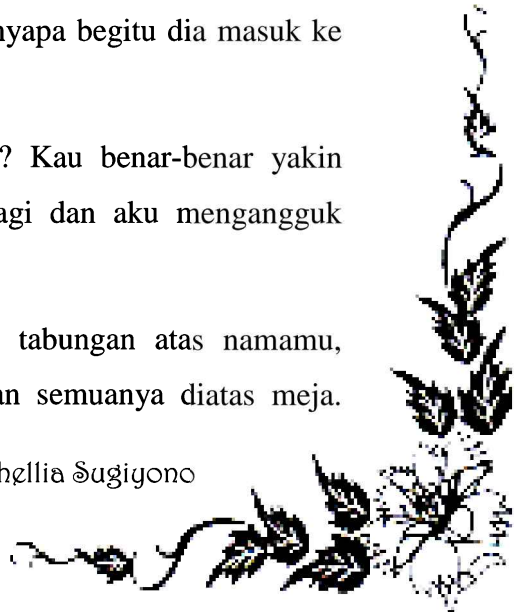 nyapa begitu dia masuk ke
? Kau benar-benar yakin
agi dan aku mengangguk
tabungan atas namamu,
an semuanya diatas meja.
hellia Sugiyono